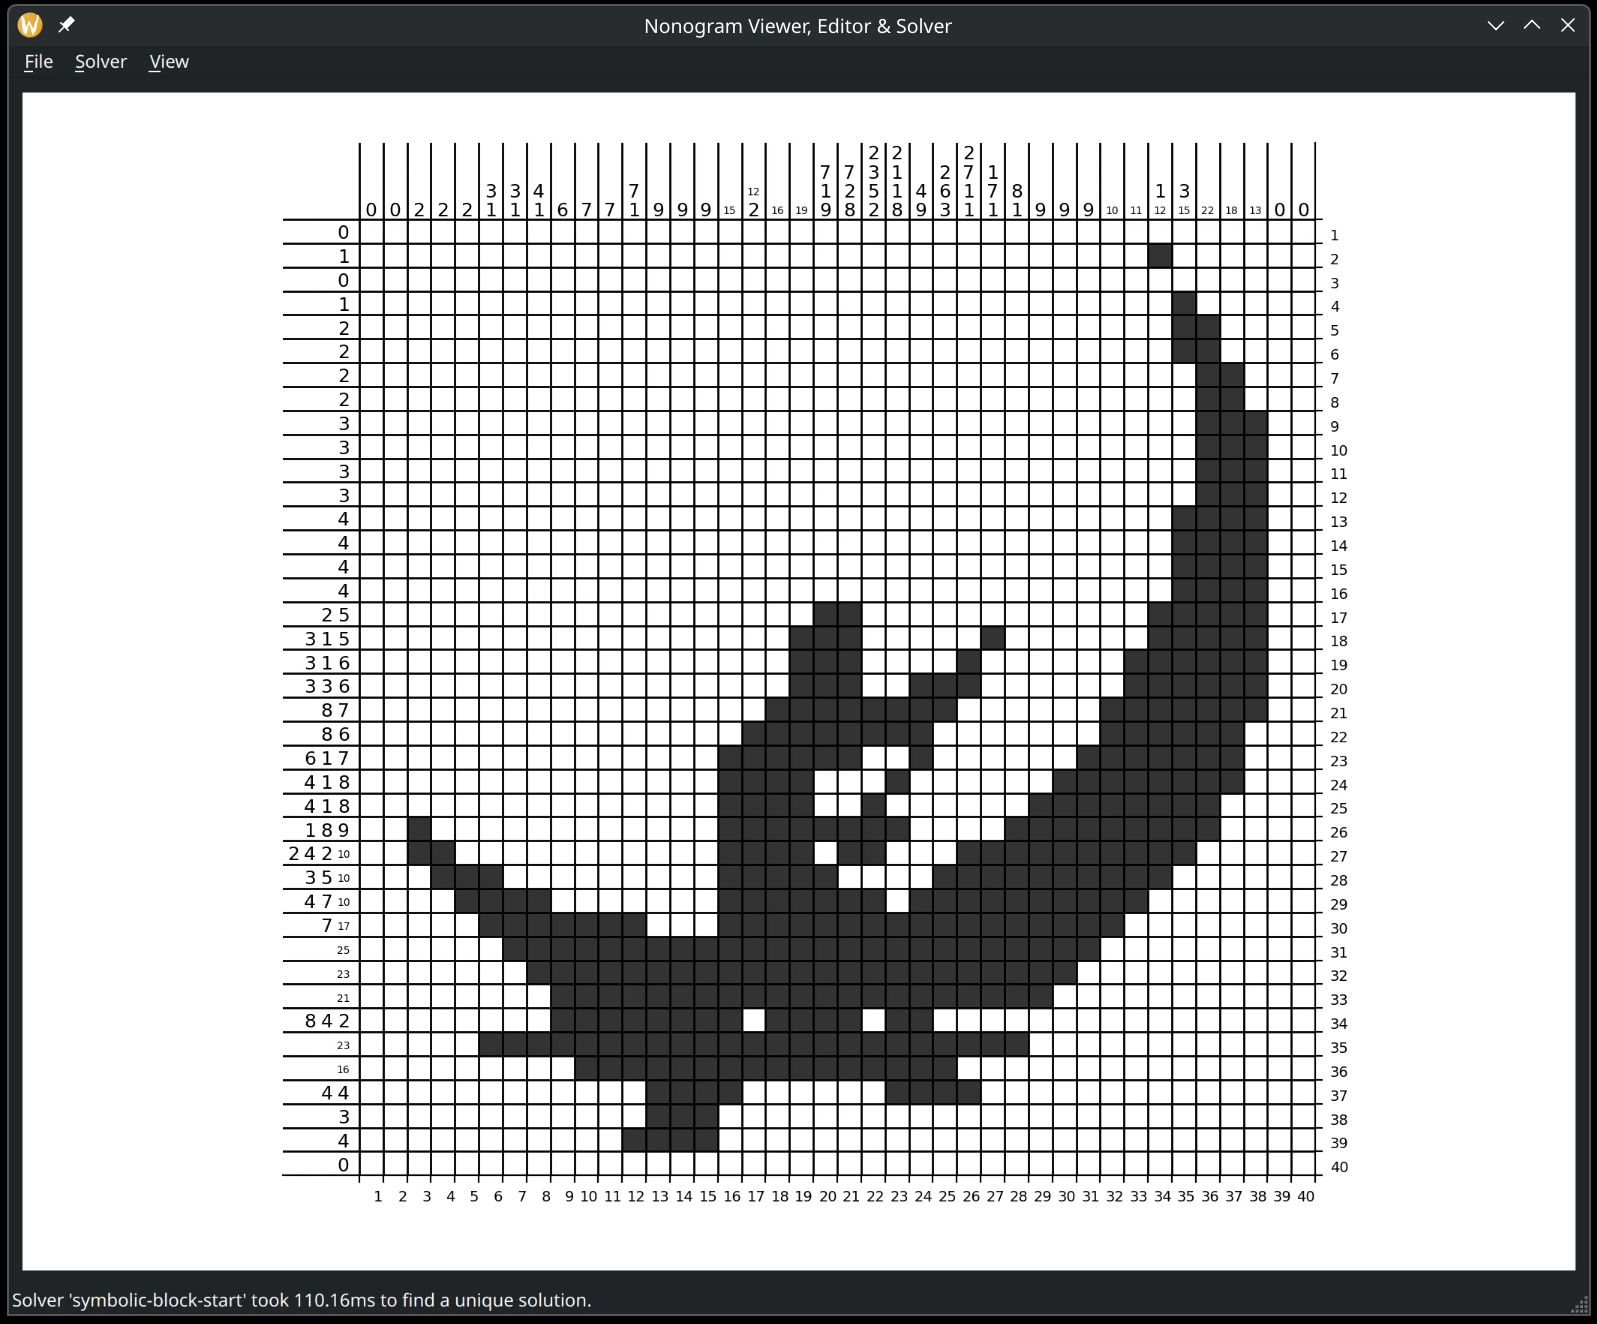 Nonogram Viewer, Editor & Solver
File Solver View
2 2 2
7 7 3 1 2 7 1
3 3 4 7 12 1 2 5 1 4 6 1 7 8 1 3
0 0 2 2 2 1 1 1 6 7 7 1 9 9 9 15 2 16 19 9 8 2 8 9 3 1 1 1 9 9 9 10 11 12 15 22 18 13 0 0
0 1
1 2
0 3
1 4
2 5
2 6
2 7
2 8
3 9
3 10
3 11
3 12
4 13
4 14
4 15
4 16
2 5 17
3 1 5 18
3 1 6 19
3 3 6 20
8 7 21
8 6 22
6 1 7 23
4 1 8 24
4 1 8 25
1 8 9 26
2 4 2 10 27
3 5 10 28
4 7 10 29
7 17 30
25 31
23 32
21 33
8 4 2 34
23 35
16 36
4 4 37
3 38
4 39
0 40
1 2 3 4 5 6 7 8 9 10 11 12 13 14 15 16 17 18 19 20 21 22 23 24 25 26 27 28 29 30 31 32 33 34 35 36 37 38 39 40
Solver 'symbolic-block-start' took 110.16ms to find a unique solution.